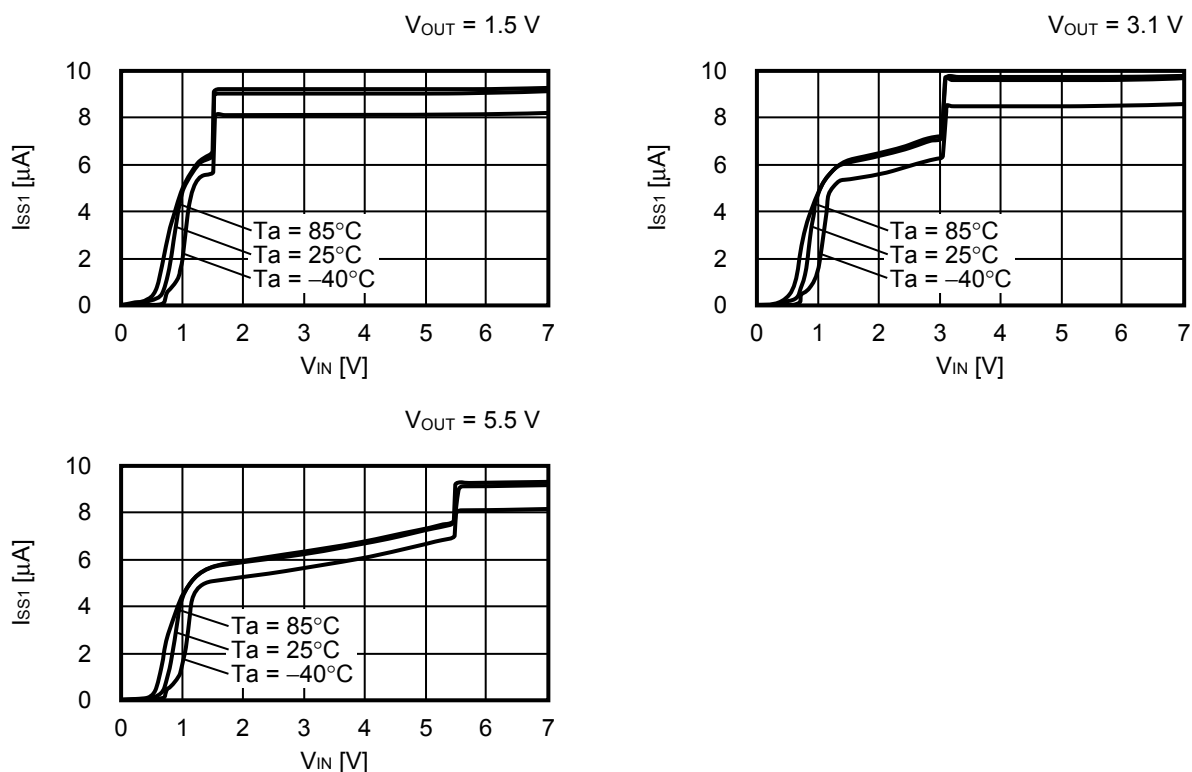 VOUT = 1.5 V
10
8
6
4
2
0
ISS1 [µA]
Ta = 85°C
Ta = 25°C
Ta = −40°C
0 1 2 3 4 5 6 7
VIN [V]
VOUT = 3.1 V
10
8
6
4
2
0
ISS1 [µA]
Ta = 85°C
Ta = 25°C
Ta = −40°C
0 1 2 3 4 5 6 7
VIN [V]
VOUT = 5.5 V
10
8
6
4
2
0
ISS1 [µA]
Ta = 85°C
Ta = 25°C
Ta = −40°C
0 1 2 3 4 5 6 7
VIN [V]